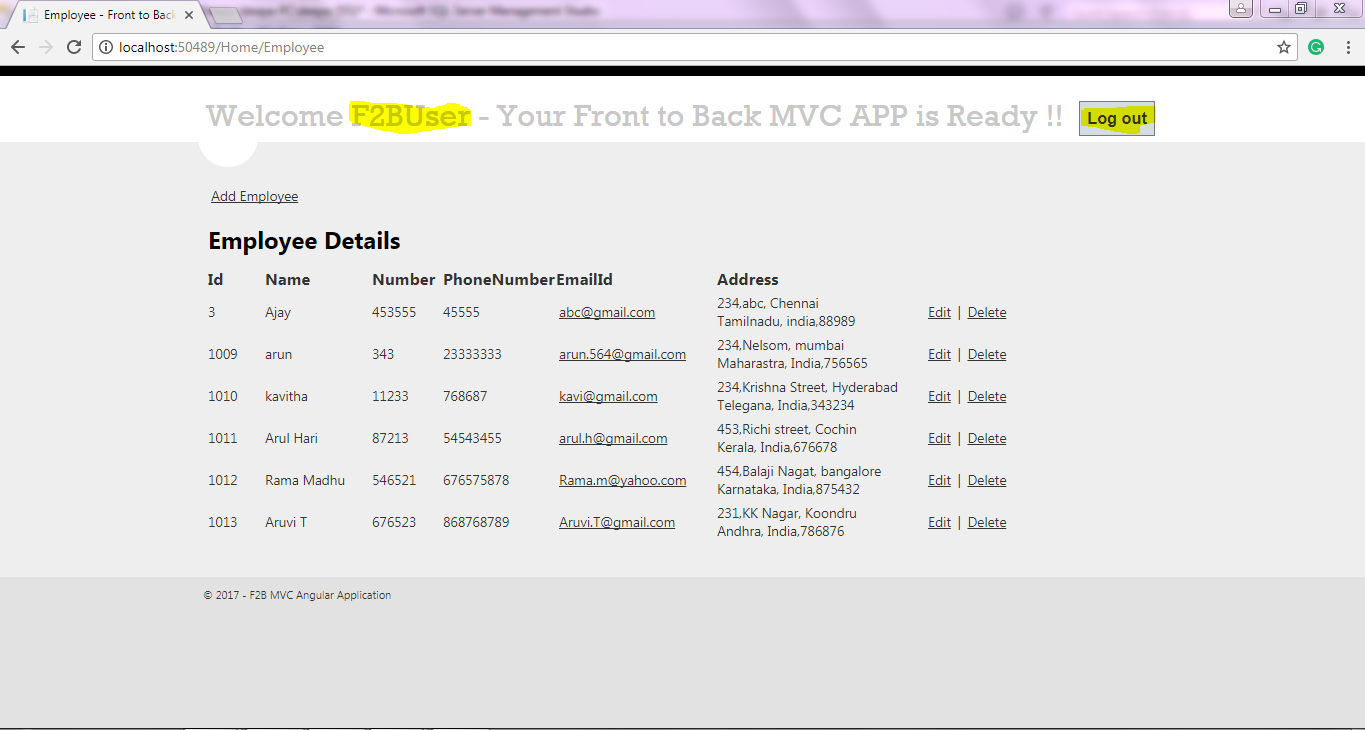 Employee - Front to Back
Microsoft SQL Server Management Studio
localhost:50489/Home/Employee
Welcome F2BUser - Your Front to Back MVC APP is Ready !! Log out
Add Employee
Employee Details
Id Name Number PhoneNumber EmailId Address
3 Ajay 453555 45555 abc@gmail.com 234,abc, Chennai
Tamilnadu, india,88989 Edit | Delete
1009 arun 343 23333333 arun.564@gmail.com 234,Nelsom, mumbai
Maharastra, India,756565 Edit | Delete
1010 kavitha 11233 768687 kavi@gmail.com 234,Krishna Street, Hyderabad
Telegana, India,343234 Edit | Delete
1011 Arul Hari 87213 54543455 arul.h@gmail.com 453,Richi street, Cochin
Kerala, India,676678 Edit | Delete
1012 Rama Madhu 546521 676575878 Rama.m@yahoo.com 454,Balaji Nagat, bangalore
Karnataka, India,875432 Edit | Delete
1013 Aruvi T 676523 868768789 Aruvi.T@gmail.com 231,KK Nagar, Koondru
Andhra, India,786876 Edit | Delete
© 2017 - F2B MVC Angular Application